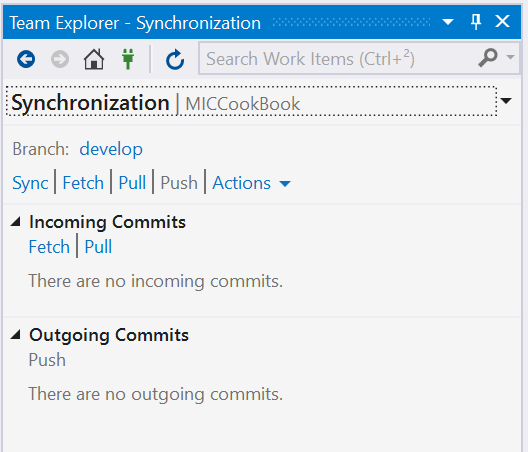 Team Explorer - Synchronization
Search Work Items (Ctrl+²)
Synchronization | MICCookBook
Branch: develop
Sync | Fetch | Pull | Push | Actions
Incoming Commits
Fetch | Pull
There are no incoming commits.
Outgoing Commits
Push
There are no outgoing commits.